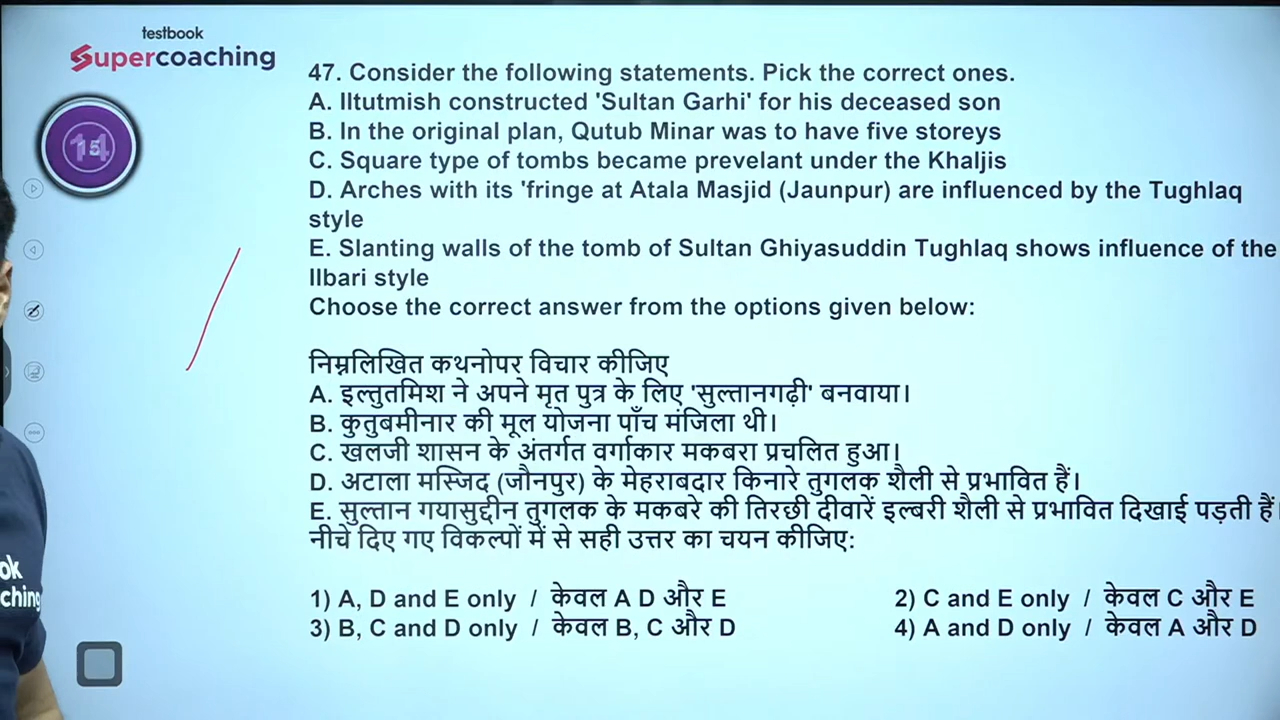 testbook
Supercoaching
47. Consider the following statements. Pick the correct ones.
A. Iltutmish constructed 'Sultan Garhi' for his deceased son
B. In the original plan, Qutub Minar was to have five storeys
C. Square type of tombs became prevelant under the Khaljis
D. Arches with its 'fringe at Atala Masjid (Jaunpur) are influenced by the Tughlaq
style
E. Slanting walls of the tomb of Sultan Ghiyasuddin Tughlaq shows influence of the
Ilbari style
Choose the correct answer from the options given below:
निम्नलिखित कथनोपर विचार कीजिए
A. इल्तुतमिश ने अपने मृत पुत्र के लिए 'सुल्तानगढ़ी' बनवाया।
B. कुतुबमीनार की मूल योजना पाँच मंजिला थी।
C. खलजी शासन के अंतर्गत वर्गाकार मकबरा प्रचलित हुआ।
D. अटाला मस्जिद (जौनपुर) के मेहराबदार किनारे तुगलक शैली से प्रभावित हैं।
E. सुल्तान गयासुद्दीन तुगलक के मकबरे की तिरछी दीवारें इल्बरी शैली से प्रभावित दिखाई पड़ती हैं।
नीचे दिए गए विकल्पों में से सही उत्तर का चयन कीजिए:
1) A, D and E only / केवल A D और E
2) C and E only / केवल C और E
3) B, C and D only / केवल B, C और D
4) A and D only / केवल A और D
ok
ching